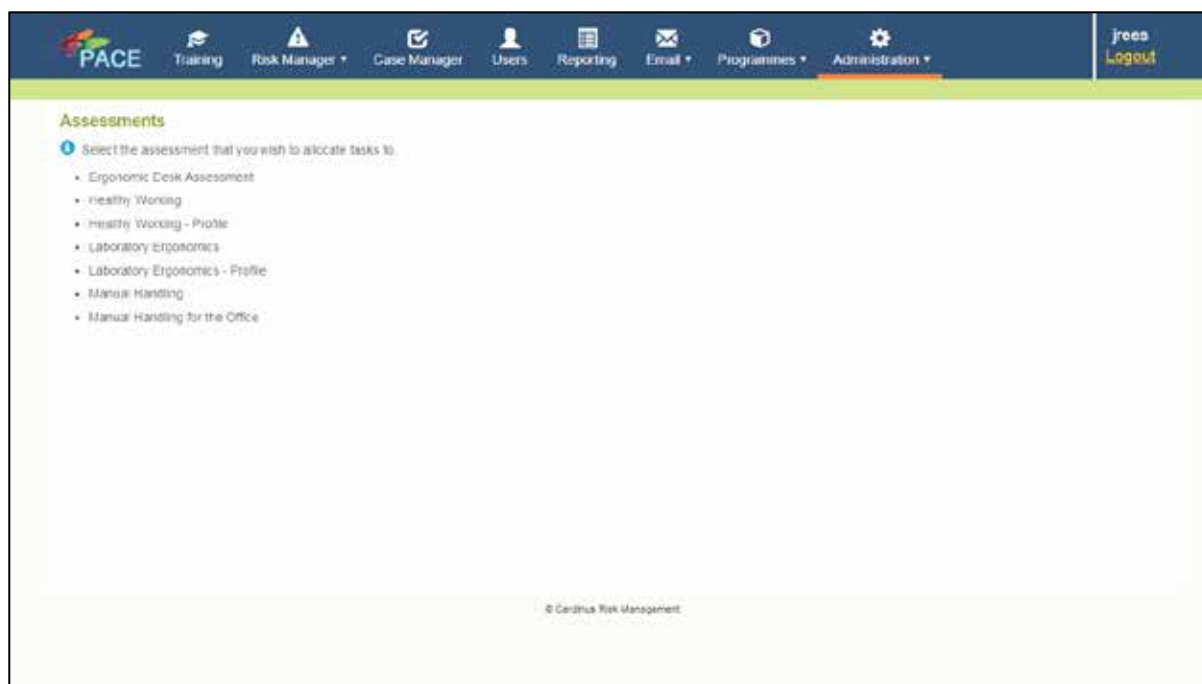 PACE
Training
Risk Manager
Case Manager
Users
Reporting
Email
Programmes
Administration
jrees
Logout
Assessments
Select the assessment that you wish to allocate tasks to.
Ergonomic Desk Assessment
Healthy Working
Healthy Working - Profile
Laboratory Ergonomics
Laboratory Ergonomics - Profile
Manual Handling
Manual Handling for the Office
© Cardinus Risk Management